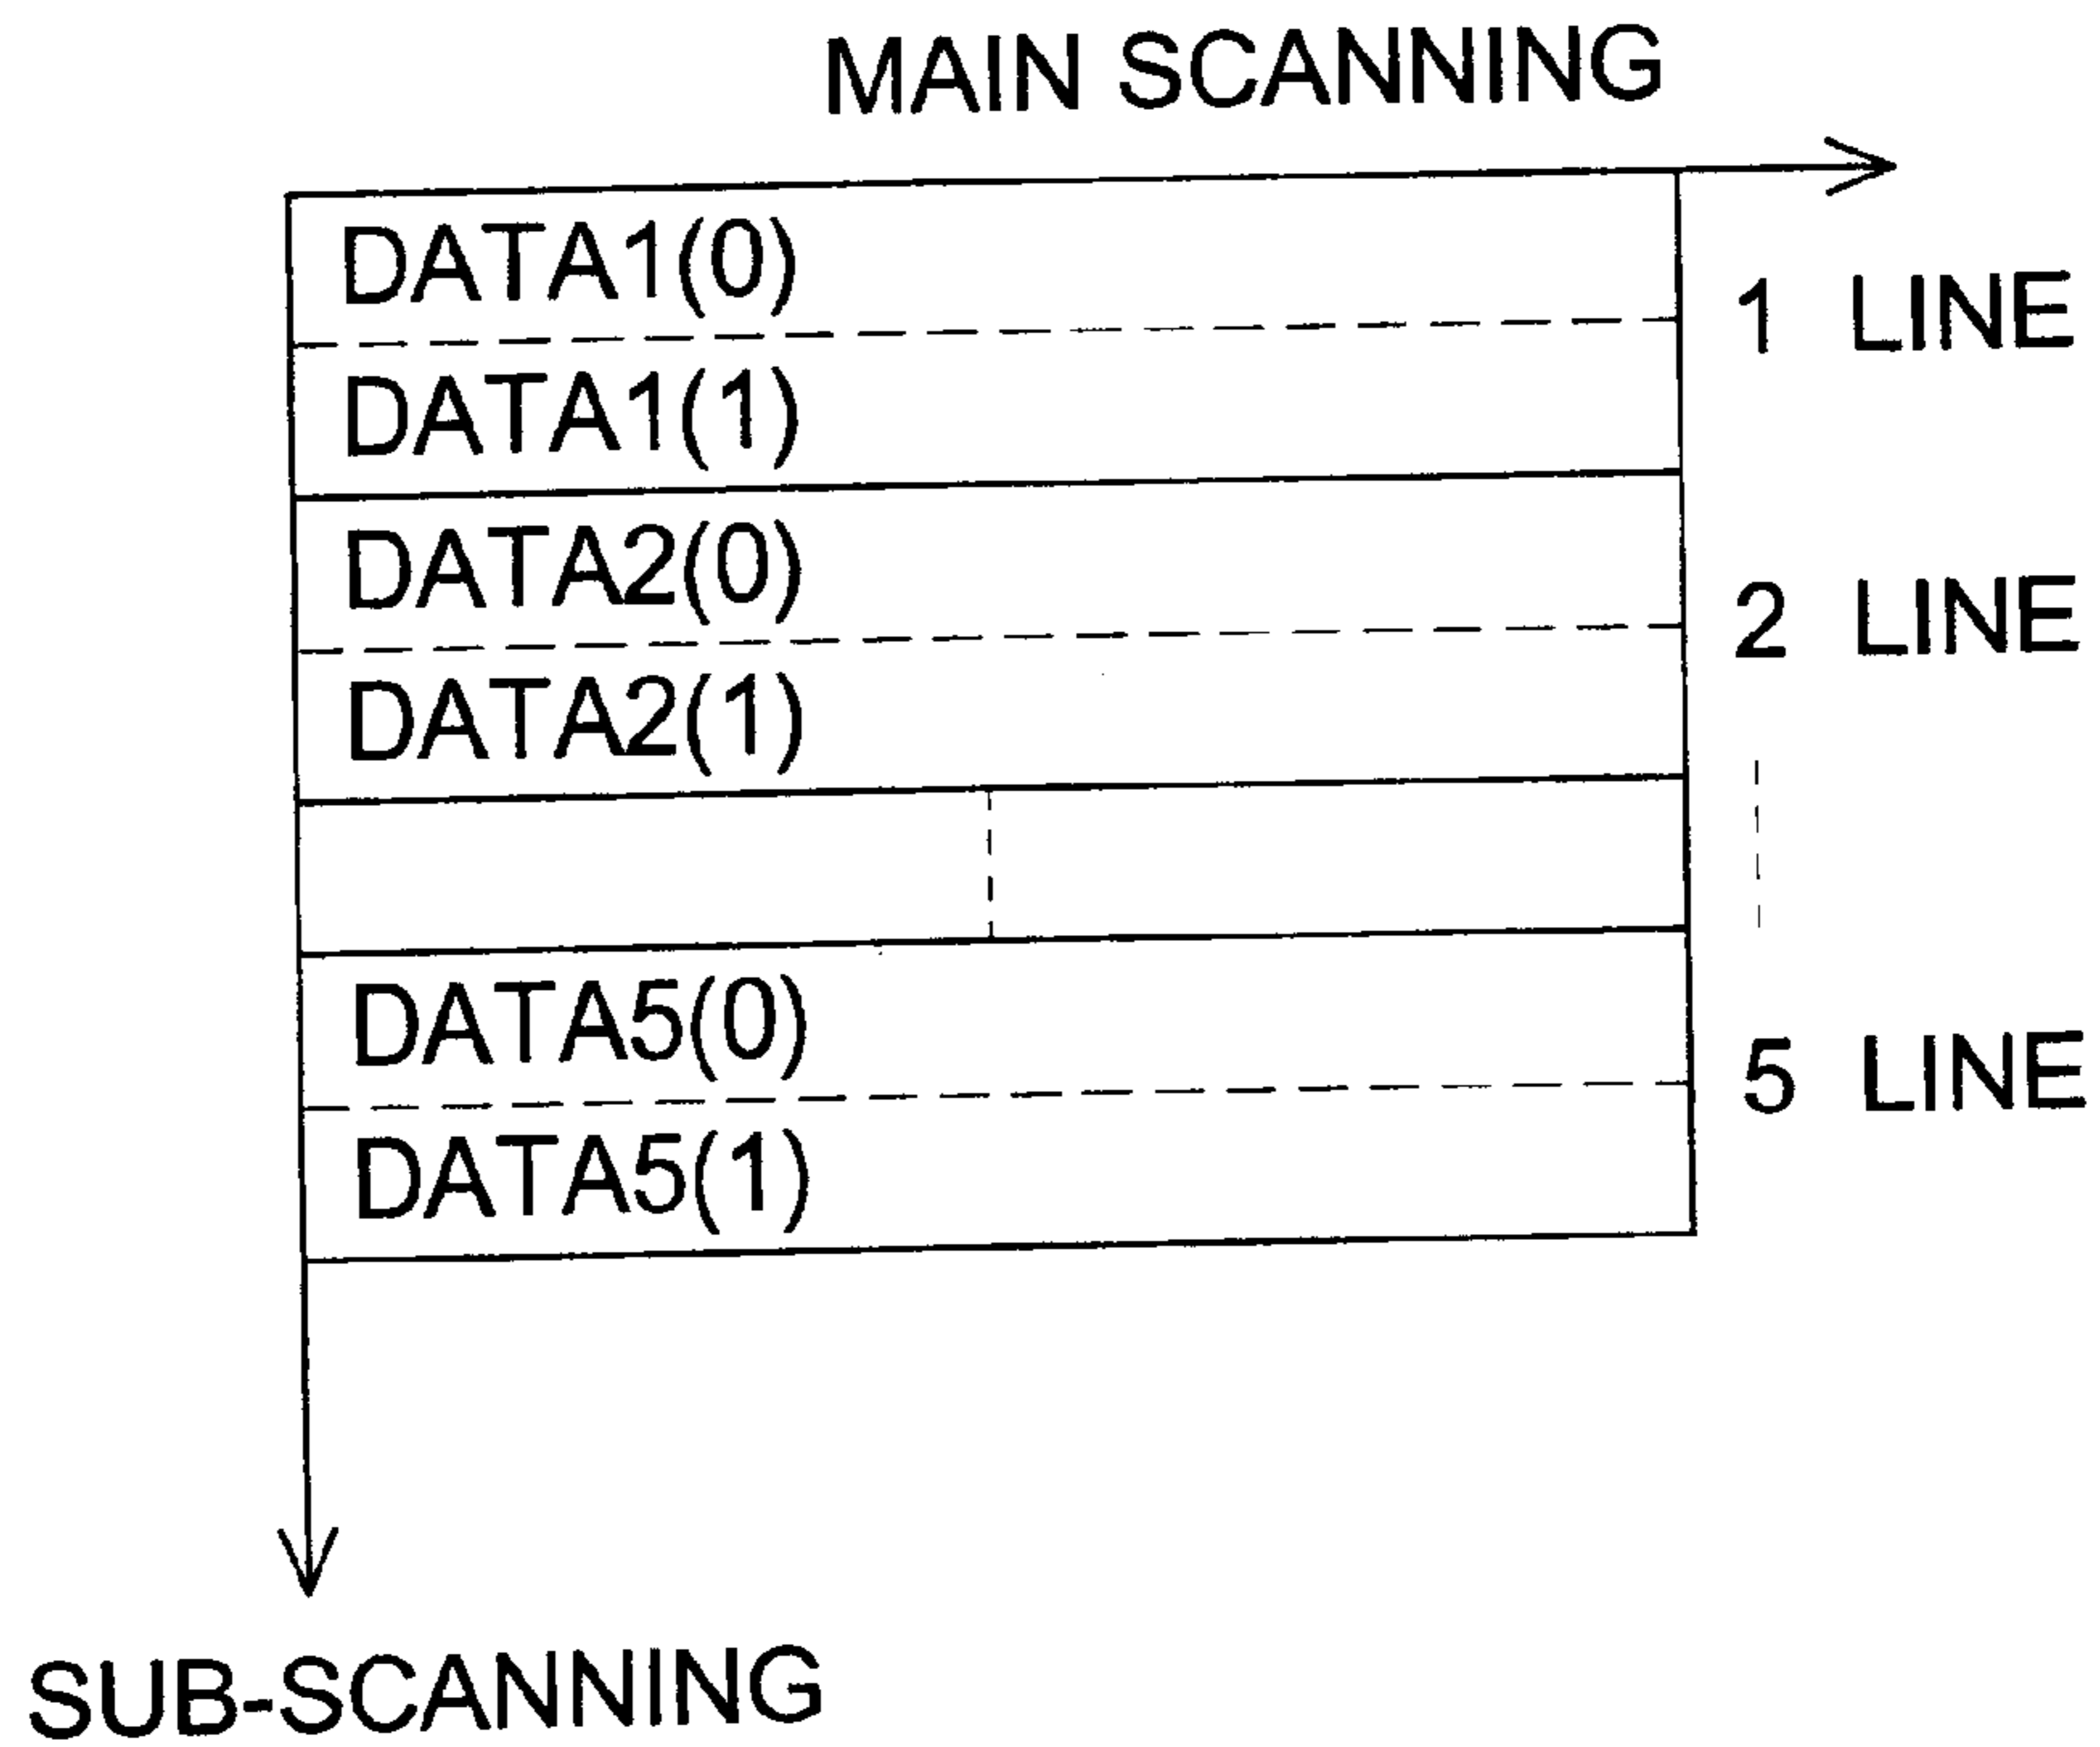 MAIN SCANNING
DATA1(0)
1 LINE
DATA1(1)
DATA2(0)
2 LINE
DATA2(1)
DATA5(0)
5 LINE
DATA5(1)
SUB-SCANNING